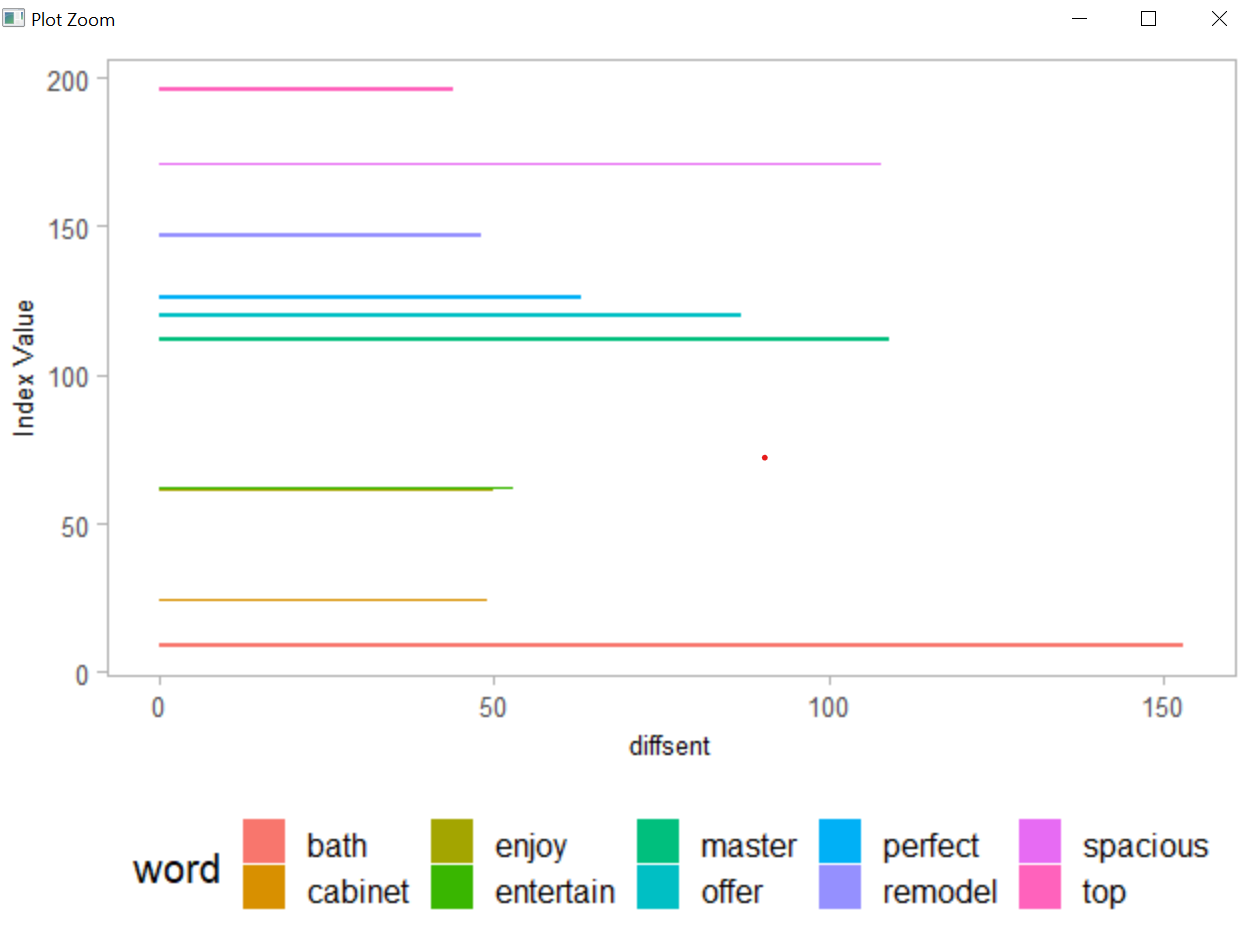 Plot Zoom
200
150
100
50
0
Index Value
0 50 100 150
diffsent
word
bath enjoy master perfect spacious
cabinet entertain offer remodel top